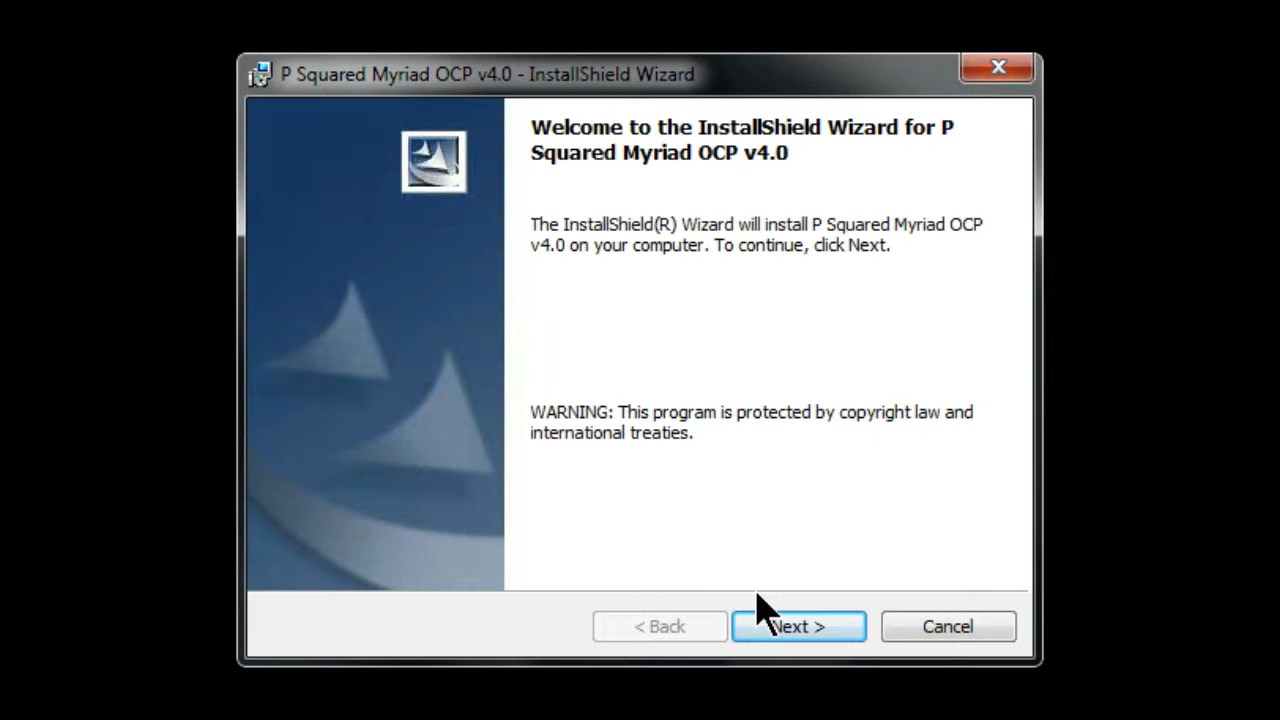 P Squared Myriad OCP v4.0 - InstallShield Wizard
Welcome to the InstallShield Wizard for P
Squared Myriad OCP v4.0
The InstallShield(R) Wizard will install P Squared Myriad OCP
v4.0 on your computer. To continue, click Next.
WARNING: This program is protected by copyright law and
international treaties.
< Back
Next >
Cancel